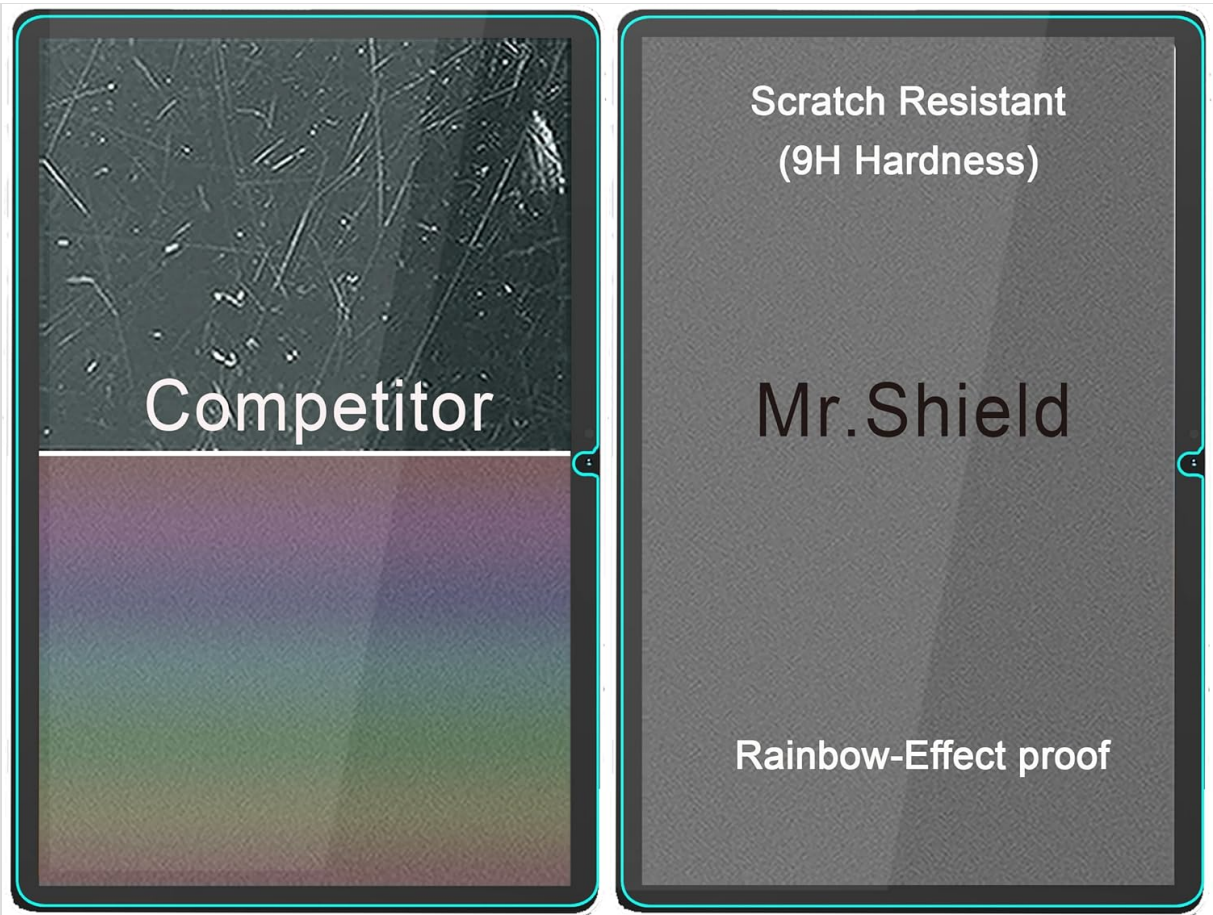 Competitor
Scratch Resistant
(9H Hardness)
Mr.Shield
Rainbow-Effect proof